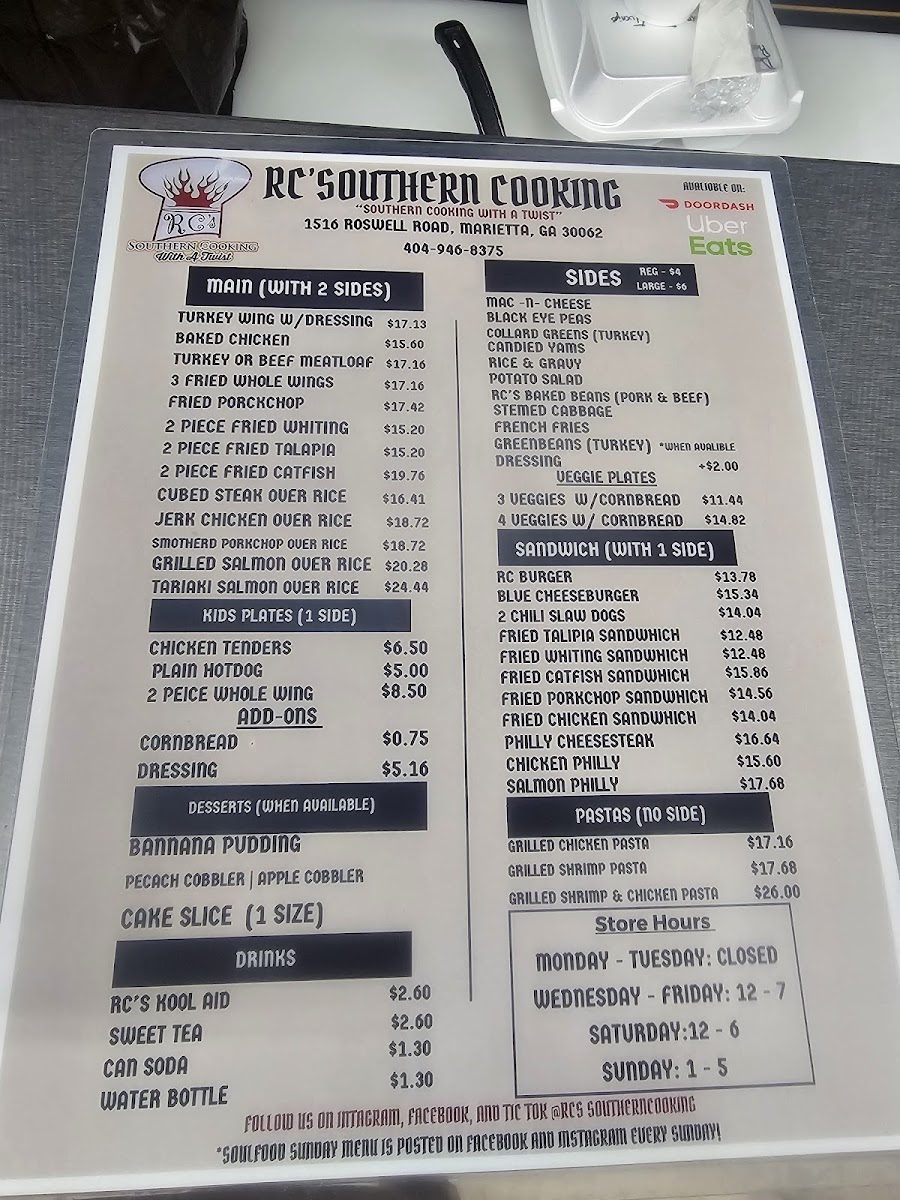 RC's
SOUTHERN COOKING
With A Twist
RC'SOUTHERN COOKING
"SOUTHERN COOKING WITH A TWIST"
1516 ROSWELL ROAD, MARIETTA, GA 30062
404-946-8375
AVALIOBLE ON:
DOORDASH
Uber
Eats
MAIN (WITH 2 SIDES)
TURKEY WING W/DRESSING $17.13
BAKED CHICKEN $15.60
TURKEY OR BEEF MEATLOAF $17.16
3 FRIED WHOLE WINGS $17.16
FRIED PORCKCHOP $17.42
2 PIECE FRIED WHITING $15.20
2 PIECE FRIED TALAPIA $15.20
2 PIECE FRIED CATFISH $19.76
CUBED STEAK OVER RICE $16.41
JERK CHICKEN OVER RICE $18.72
SMOTHERD PORKCHOP OVER RICE $18.72
GRILLED SALMON OVER RICE $20.28
TARIAKI SALMON OVER RICE $24.44
KIDS PLATES (1 SIDE)
CHICKEN TENDERS $6.50
PLAIN HOTDOG $5.00
2 PEICE WHOLE WING $8.50
ADD-ONS
CORNBREAD $0.75
DRESSING $5.16
DESSERTS (WHEN AVAILABLE)
BANNANA PUDDING
PECACH COBBLER | APPLE COBBLER
CAKE SLICE (1 SIZE)
DRINKS
RC'S KOOL AID $2.60
SWEET TEA $2.60
CAN SODA $1.30
WATER BOTTLE $1.30
SIDES REG - $4
LARGE - $6
MAC -N- CHEESE
BLACK EYE PEAS
COLLARD GREENS (TURKEY)
CANDIED YAMS
RICE & GRAVY
POTATO SALAD
RC'S BAKED BEANS (PORK & BEEF)
STEMED CABBAGE
FRENCH FRIES
GREENBEANS (TURKEY) *WHEN AVALIBLE
DRESSING +$2.00
VEGGIE PLATES
3 VEGGIES W/CORNBREAD $11.44
4 VEGGIES W/ CORNBREAD $14.82
SANDWICH (WITH 1 SIDE)
RC BURGER $13.78
BLUE CHEESEBURGER $15.34
2 CHILI SLAW DOGS $14.04
FRIED TALIPIA SANDWHICH $12.48
FRIED WHITING SANDWHICH $12.48
FRIED CATFISH SANDWHICH $15.86
FRIED PORKCHOP SANDWHICH $14.56
FRIED CHICKEN SANDWHICH $14.04
PHILLY CHEESESTEAK $16.64
CHICKEN PHILLY $15.60
SALMON PHILLY $17.68
PASTAS (NO SIDE)
GRILLED CHICKEN PASTA $17.16
GRILLED SHRIMP PASTA $17.68
GRILLED SHRIMP & CHICKEN PASTA $26.00
Store Hours
MONDAY - TUESDAY: CLOSED
WEDNESDAY - FRIDAY: 12 - 7
SATURDAY:12 - 6
SUNDAY: 1 - 5
FOLLOW US ON INTAGRAM, FACEBOOK, AND TIC TOK @RCS SOUTHERNCOOKING
*SOULFOOD SUNDAY MENU IS POSTED ON FACEBOOK AND INSTAGRAM EVERY SUNDAY!